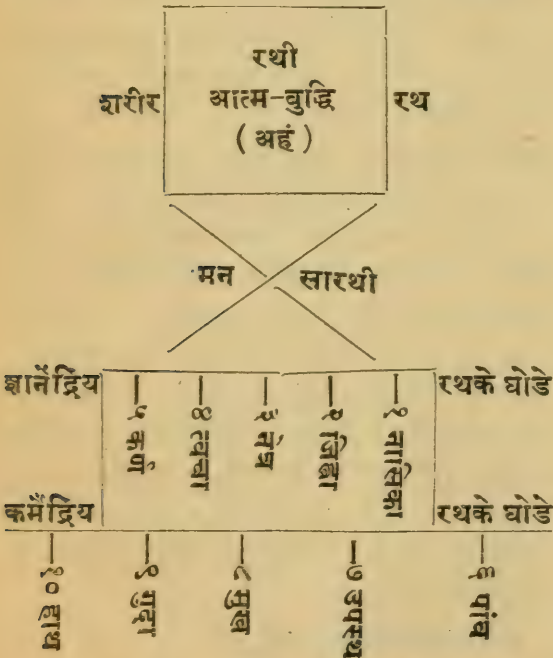 रथी
शरीर आत्म-बुद्धि रथ
( अहं )
मन सारथी
ज्ञानेंद्रिय रथके घोडे
५ कर्ण
४ त्वचा
३ नेत्र
२ जिह्वा
१ नासिका
कर्मेंद्रिय रथके घोडे
१० हाथ
९ गुदा
८ मुख
७ उपस्थ
६ पांव